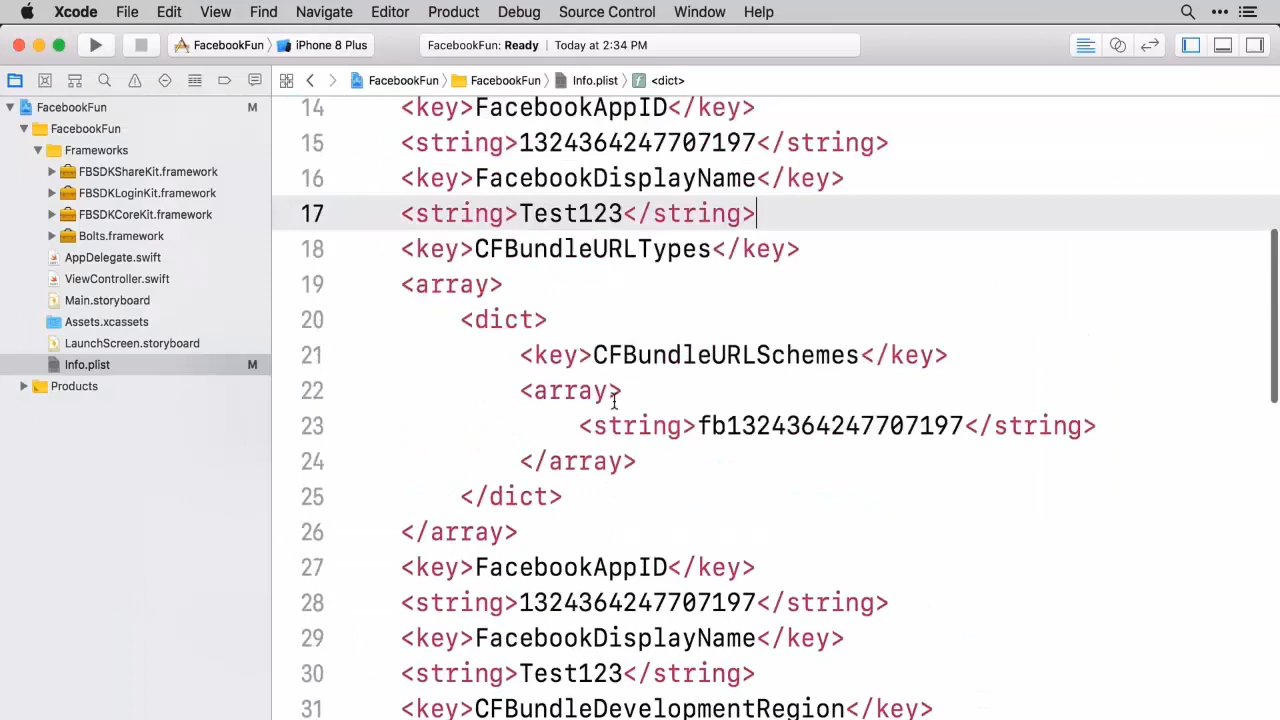 Xcode File Edit View Find Navigate Editor Product Debug Source Control Window Help
FacebookFun iPhone 8 Plus FacebookFun: Ready Today at 2:34 PM
FacebookFun FacebookFun Info.plist <dict>
FacebookFun M
FacebookFun
Frameworks
FBSDKShareKit.framework
FBSDKLoginKit.framework
FBSDKCoreKit.framework
Bolts.framework
AppDelegate.swift
ViewController.swift
Main.storyboard
Assets.xcassets
LaunchScreen.storyboard
Info.plist M
Products
14 <key>FacebookAppID</key>
15 <string>1324364247707197</string>
16 <key>FacebookDisplayName</key>
17 <string>Test123</string>
18 <key>CFBundleURLTypes</key>
19 <array>
20 <dict>
21 <key>CFBundleURLSchemes</key>
22 <array>
23 <string>fb1324364247707197</string>
24 </array>
25 </dict>
26 </array>
27 <key>FacebookAppID</key>
28 <string>1324364247707197</string>
29 <key>FacebookDisplayName</key>
30 <string>Test123</string>
31 <key>CFBundleDevelopmentRegion</key>